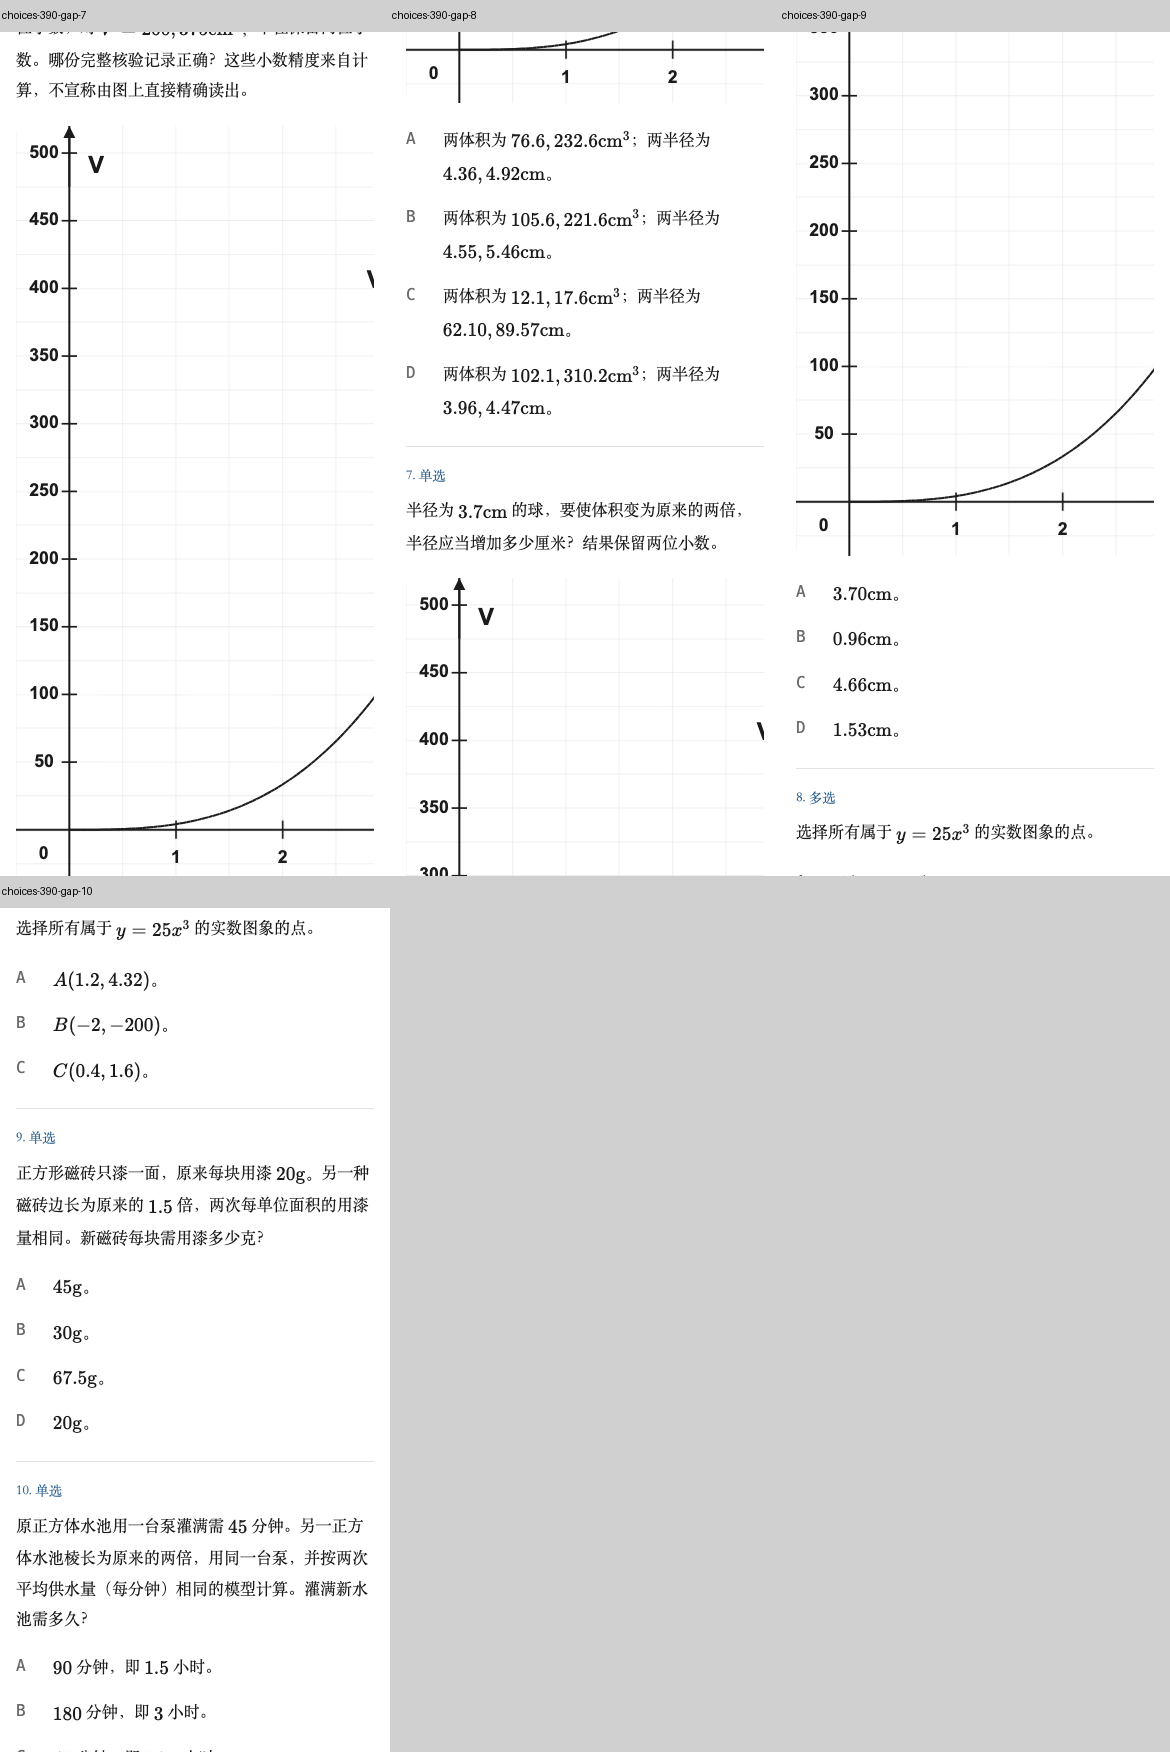 choices-390-gap-7
数。哪份完整核验记录正确？这些小数精度来自计
算，不宣称由图上直接精确读出。
500
V
450
400
350
300
250
200
150
100
50
0
1
2
choices-390-gap-8
0
1
2
A 两体积为 76.6, 232.6cm³；两半径为
4.36, 4.92cm。
B 两体积为 105.6, 221.6cm³；两半径为
4.55, 5.46cm。
C 两体积为 12.1, 17.6cm³；两半径为
62.10, 89.57cm。
D 两体积为 102.1, 310.2cm³；两半径为
3.96, 4.47cm。
7. 单选
半径为 3.7cm 的球，要使体积变为原来的两倍，
半径应当增加多少厘米？结果保留两位小数。
500
V
450
400
350
300
choices-390-gap-9
300
250
200
150
100
50
0
1
2
A 3.70cm。
B 0.96cm。
C 4.66cm。
D 1.53cm。
8. 多选
选择所有属于 y = 25x³ 的实数图象的点。
choices-390-gap-10
选择所有属于 y = 25x³ 的实数图象的点。
A A(1.2, 4.32)。
B B(−2, −200)。
C C(0.4, 1.6)。
9. 单选
正方形磁砖只漆一面，原来每块用漆 20g。另一种
磁砖边长为原来的 1.5 倍，两次每单位面积的用漆
量相同。新磁砖每块需用漆多少克？
A 45g。
B 30g。
C 67.5g。
D 20g。
10. 单选
原正方体水池用一台泵灌满需 45 分钟。另一正方
体水池棱长为原来的两倍，用同一台泵，并按两次
平均供水量（每分钟）相同的模型计算。灌满新水
池需多久？
A 90 分钟，即 1.5 小时。
B 180 分钟，即 3 小时。